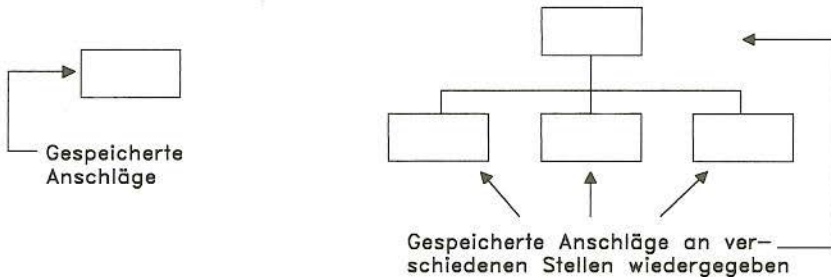 Gespeicherte
Anschläge
Gespeicherte Anschläge an ver-
schiedenen Stellen wiedergegeben